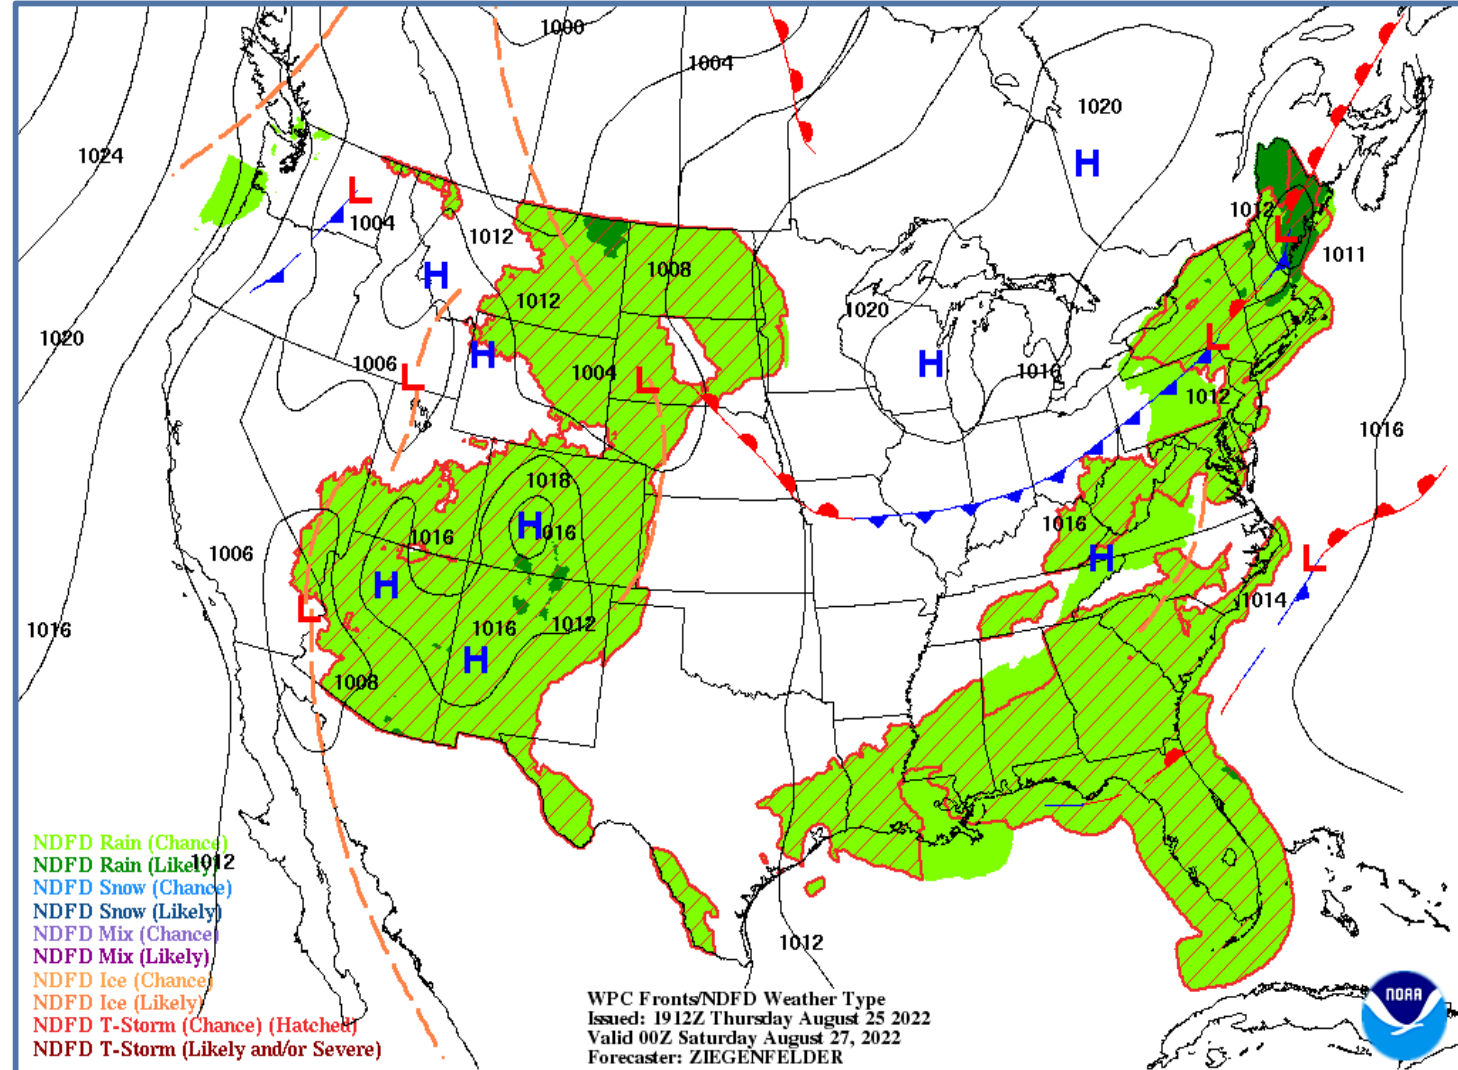 1000
1004
1020
H
1024
L
1004
1012
1012
L
1011
1012
H
1008
H
1012
1020
1020
H
H
L
1006
L
1004
L
1016
1012
1016
1018
H
1016
1016
1016
1006
H
H
L
1014
L
1016
1016
1012
H
1008
NDFD Rain (Chance)
NDFD Rain (Likely)
1012
NDFD Snow (Chance)
NDFD Snow (Likely)
NDFD Mix (Chance)
NDFD Mix (Likely)
NDFD Ice (Chance)
NDFD Ice (Likely)
NDFD T-Storm (Chance) (Hatched)
NDFD T-Storm (Likely and/or Severe)
1012
WPC Fronts/NDFD Weather Type
Issued: 1912Z Thursday August 25 2022
Valid 00Z Saturday August 27, 2022
Forecaster: ZIEGENFELDER
NOAA